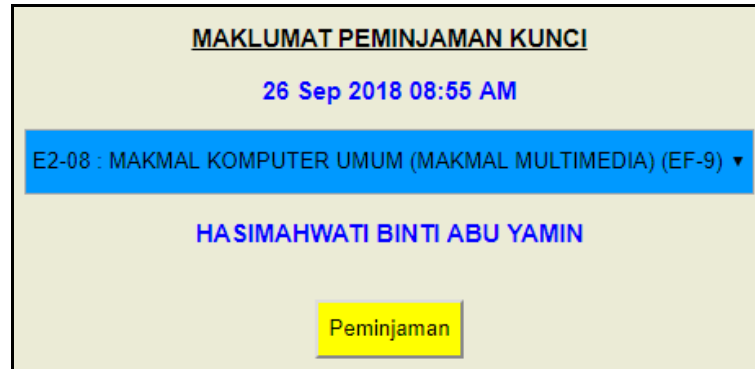 MAKLUMAT PEMINJAMAN KUNCI
26 Sep 2018 08:55 AM
E2-08 : MAKMAL KOMPUTER UMUM (MAKMAL MULTIMEDIA) (EF-9)
HASIMAHWATI BINTI ABU YAMIN
Peminjaman